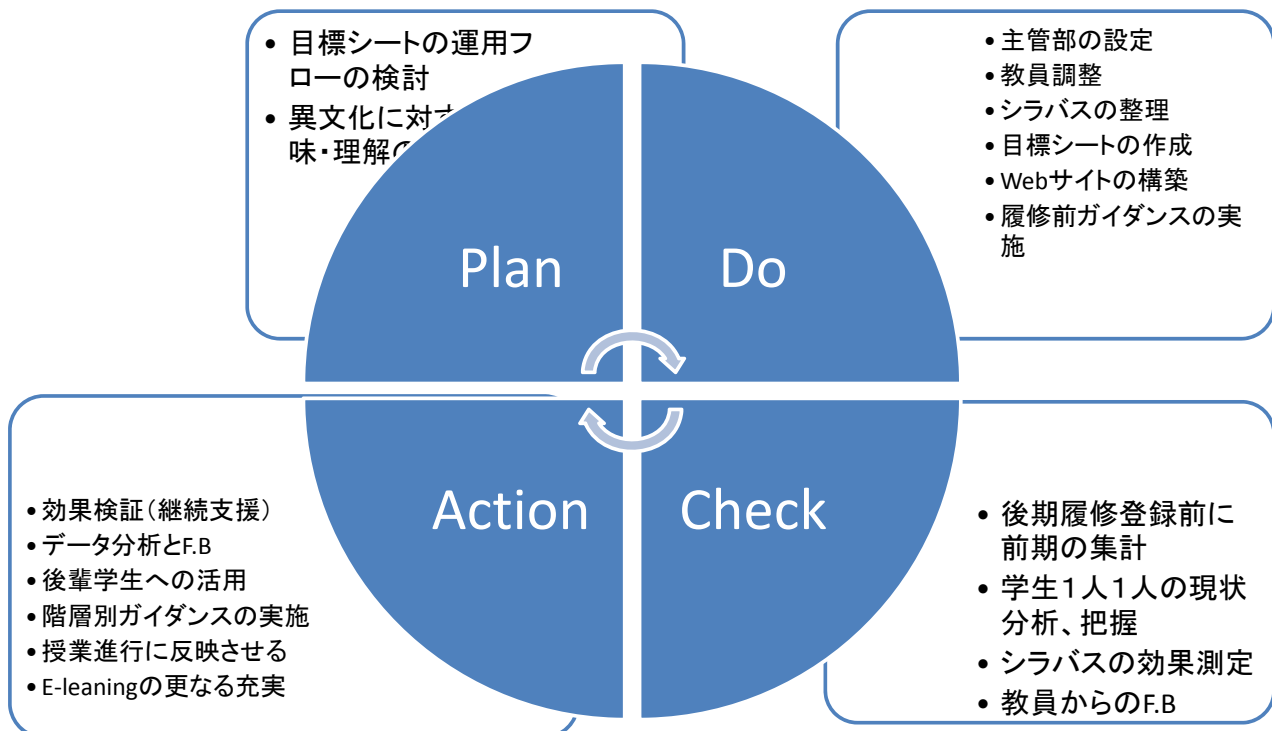 • 目標シートの運用フ
ローの検討
• 異文化に対
味・理解の
Plan
• 主管部の設定
• 教員調整
• シラバスの整理
• 目標シートの作成
• Webサイトの構築
• 履修前ガイダンスの実
施
Do
• 効果検証（継続支援）
• データ分析とF.B
• 後輩学生への活用
• 階層別ガイダンスの実施
• 授業進行に反映させる
• E-leaningの更なる充実
Action
• 後期履修登録前に
前期の集計
• 学生１人１人の現状
分析、把握
• シラバスの効果測定
• 教員からのF.B
Check